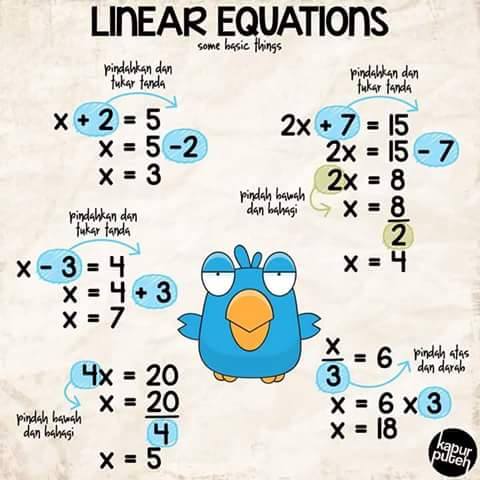 LINEAR EQUATIONS
some basic things
pindahkan dan
tukar tanda
x + 2 = 5
x = 5 - 2
x = 3
pindahkan dan
tukar tanda
2x + 7 = 15
2x = 15 - 7
2x = 8
pindah bawah
dan bahagi
x = 8
2
x = 4
pindahkan dan
tukar tanda
x - 3 = 4
x = 4 + 3
x = 7
4x = 20
x = 20
4
pindah bawah
dan bahagi
x = 5
x
3
= 6
pindah atas
dan darab
x = 6 x 3
x = 18
kapur
puteh